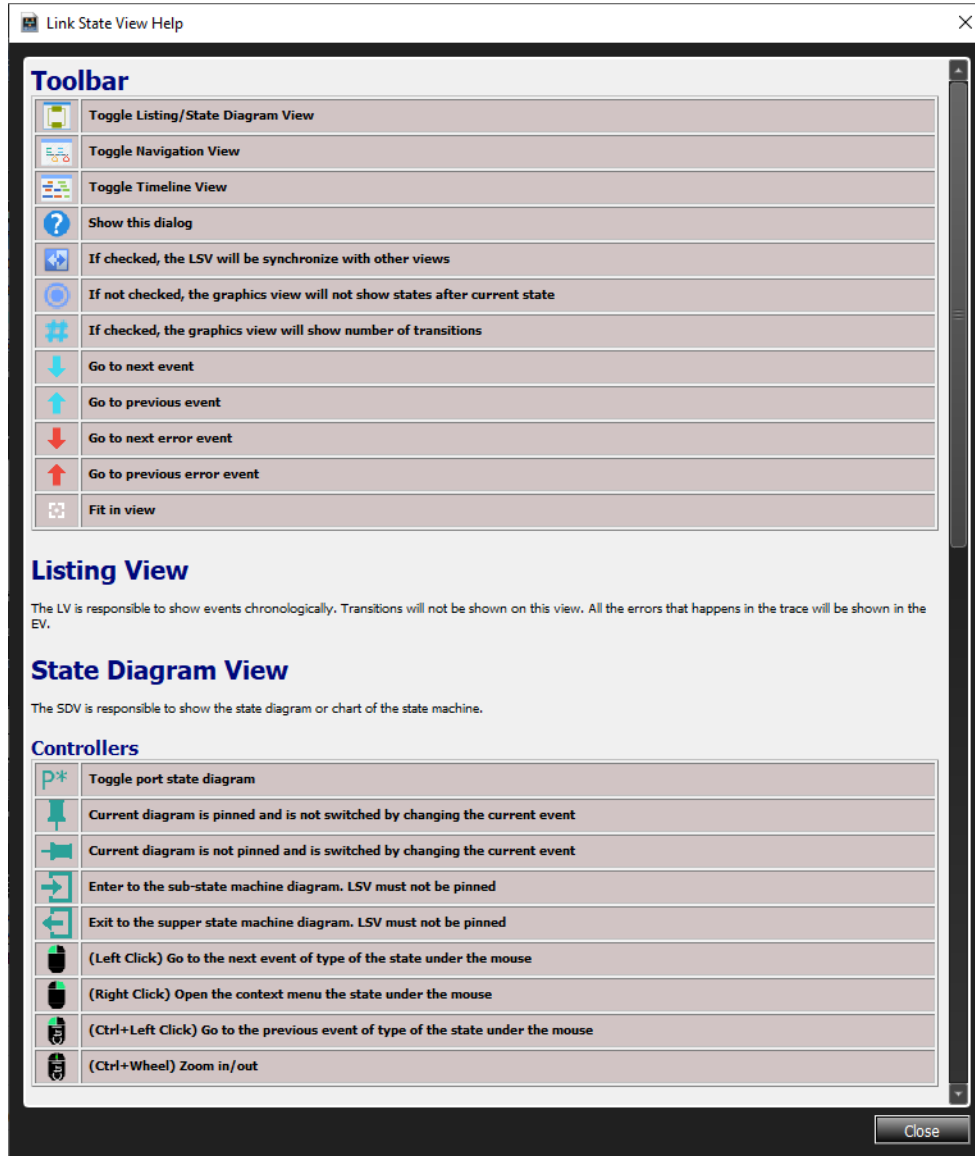 Link State View Help
Toolbar
Toggle Listing/State Diagram View
Toggle Navigation View
Toggle Timeline View
?
Show this dialog
If checked, the LSV will be synchronize with other views
If not checked, the graphics view will not show states after current state
#
If checked, the graphics view will show number of transitions
Go to next event
Go to previous event
Go to next error event
Go to previous error event
Fit in view
Listing View
The LV is responsible to show events chronologically. Transitions will not be shown on this view. All the errors that happens in the trace will be shown in the
EV.
State Diagram View
The SDV is responsible to show the state diagram or chart of the state machine.
Controllers
P*
Toggle port state diagram
Current diagram is pinned and is not switched by changing the current event
Current diagram is not pinned and is switched by changing the current event
Enter to the sub-state machine diagram. LSV must not be pinned
Exit to the supper state machine diagram. LSV must not be pinned
(Left Click) Go to the next event of type of the state under the mouse
(Right Click) Open the context menu the state under the mouse
(Ctrl+Left Click) Go to the previous event of type of the state under the mouse
(Ctrl+Wheel) Zoom in/out
Close